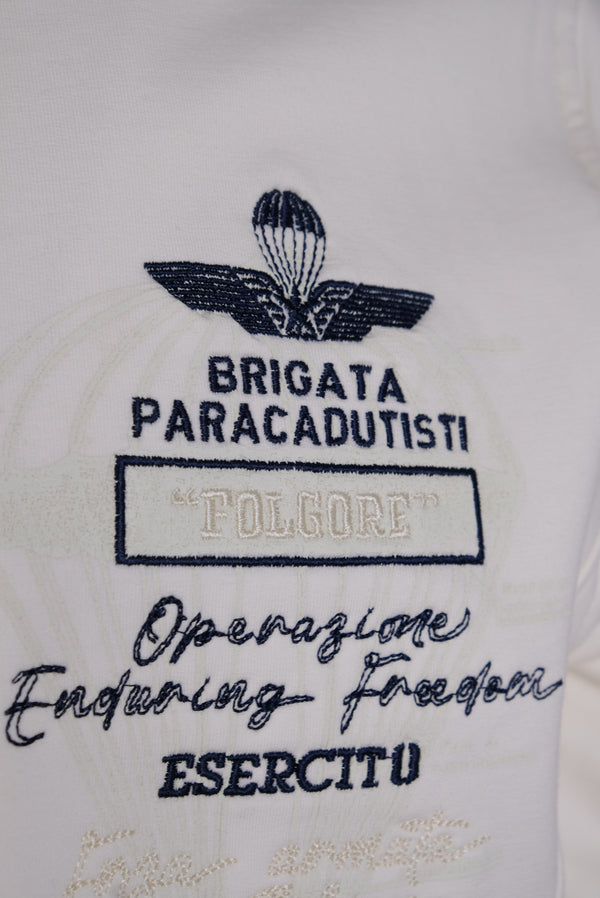 BRIGATA
PARACADUTISTI
“FOLGORE”
Operazione
Enduring Freedom
ESERCITO